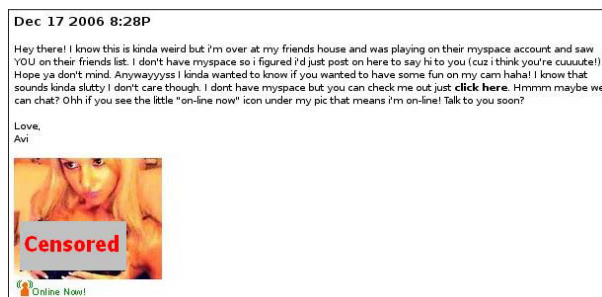 Dec 17 2006 8:28P
Hey there! I know this is kinda weird but i'm over at my friends house and was playing on their myspace account and saw
YOU on their friends list. I don't have myspace so i figured i'd just post on here to say hi to you (cuz i think you're cuuuute!)
Hope ya don't mind. Anywayyyss I kinda wanted to know if you wanted to have some fun on my cam haha! I know that
sounds kinda slutty I don't care though. I dont have myspace but you can check me out just click here. Hmmm maybe we
can chat? Ohh if you see the little "on-line now" icon under my pic that means i'm on-line! Talk to you soon?
Love,
Avi
Censored
Online Now!